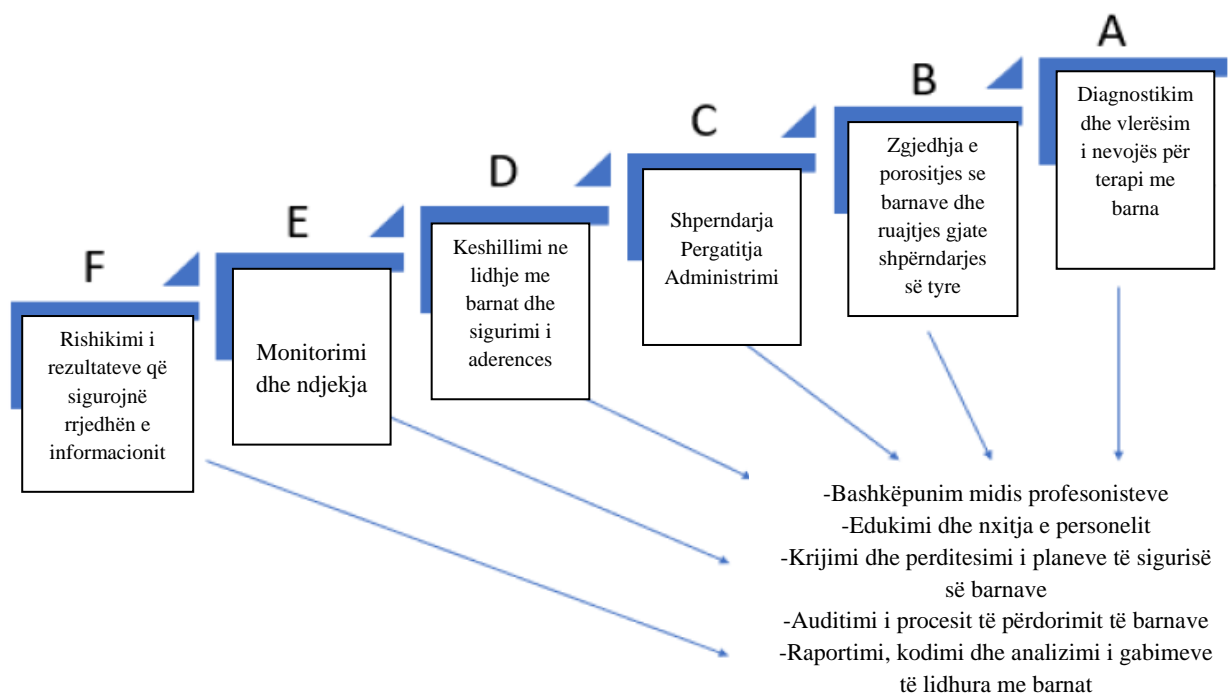 A
Diagnostikim
dhe vlerësim
i nevojës për
terapi me
barna
B
Zgjedhja e
porositjes se
barnave dhe
ruajtjes gjate
shpërndarjes
së tyre
C
Shperndarja
Pergatitja
Administrimi
D
Keshillimi ne
lidhje me
barnat dhe
sigurimi i
aderences
E
Monitorimi
dhe ndjekja
F
Rishikimi i
rezultateve që
sigurojnë
rrjedhën e
informacionit
-Bashkëpunim midis profesonisteve
-Edukimi dhe nxitja e personelit
-Krijimi dhe perditesimi i planeve të sigurisë
së barnave
-Auditimi i procesit të përdorimit të barnave
-Raportimi, kodimi dhe analizimi i gabimeve
të lidhura me barnat